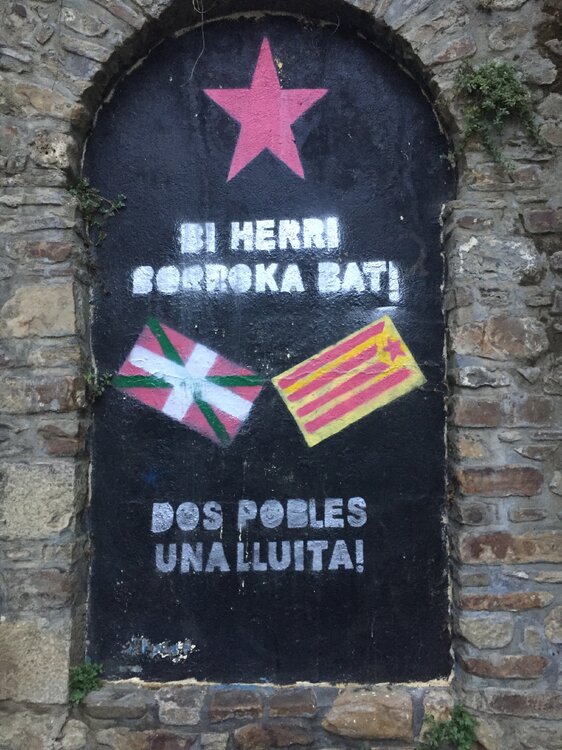 BI HERRI
BORROKA BAT!
DOS POBLES
UNA LLUITA!